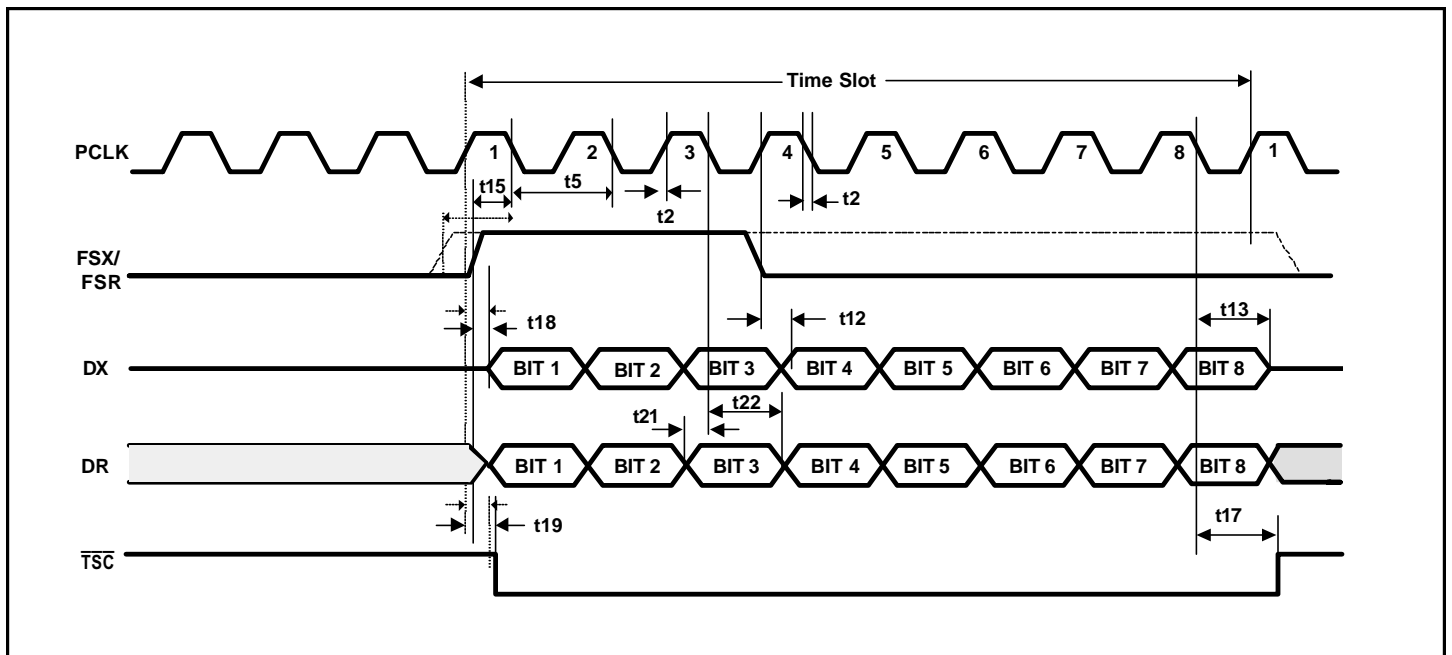 Time Slot
PCLK 1 2 3 4 5 6 7 8 1
t15 t5 t2 t2
FSX/
FSR
t18 t12 t13
DX BIT 1 BIT 2 BIT 3 BIT 4 BIT 5 BIT 6 BIT 7 BIT 8
t21 t22
DR BIT 1 BIT 2 BIT 3 BIT 4 BIT 5 BIT 6 BIT 7 BIT 8
t19 t17
TSC